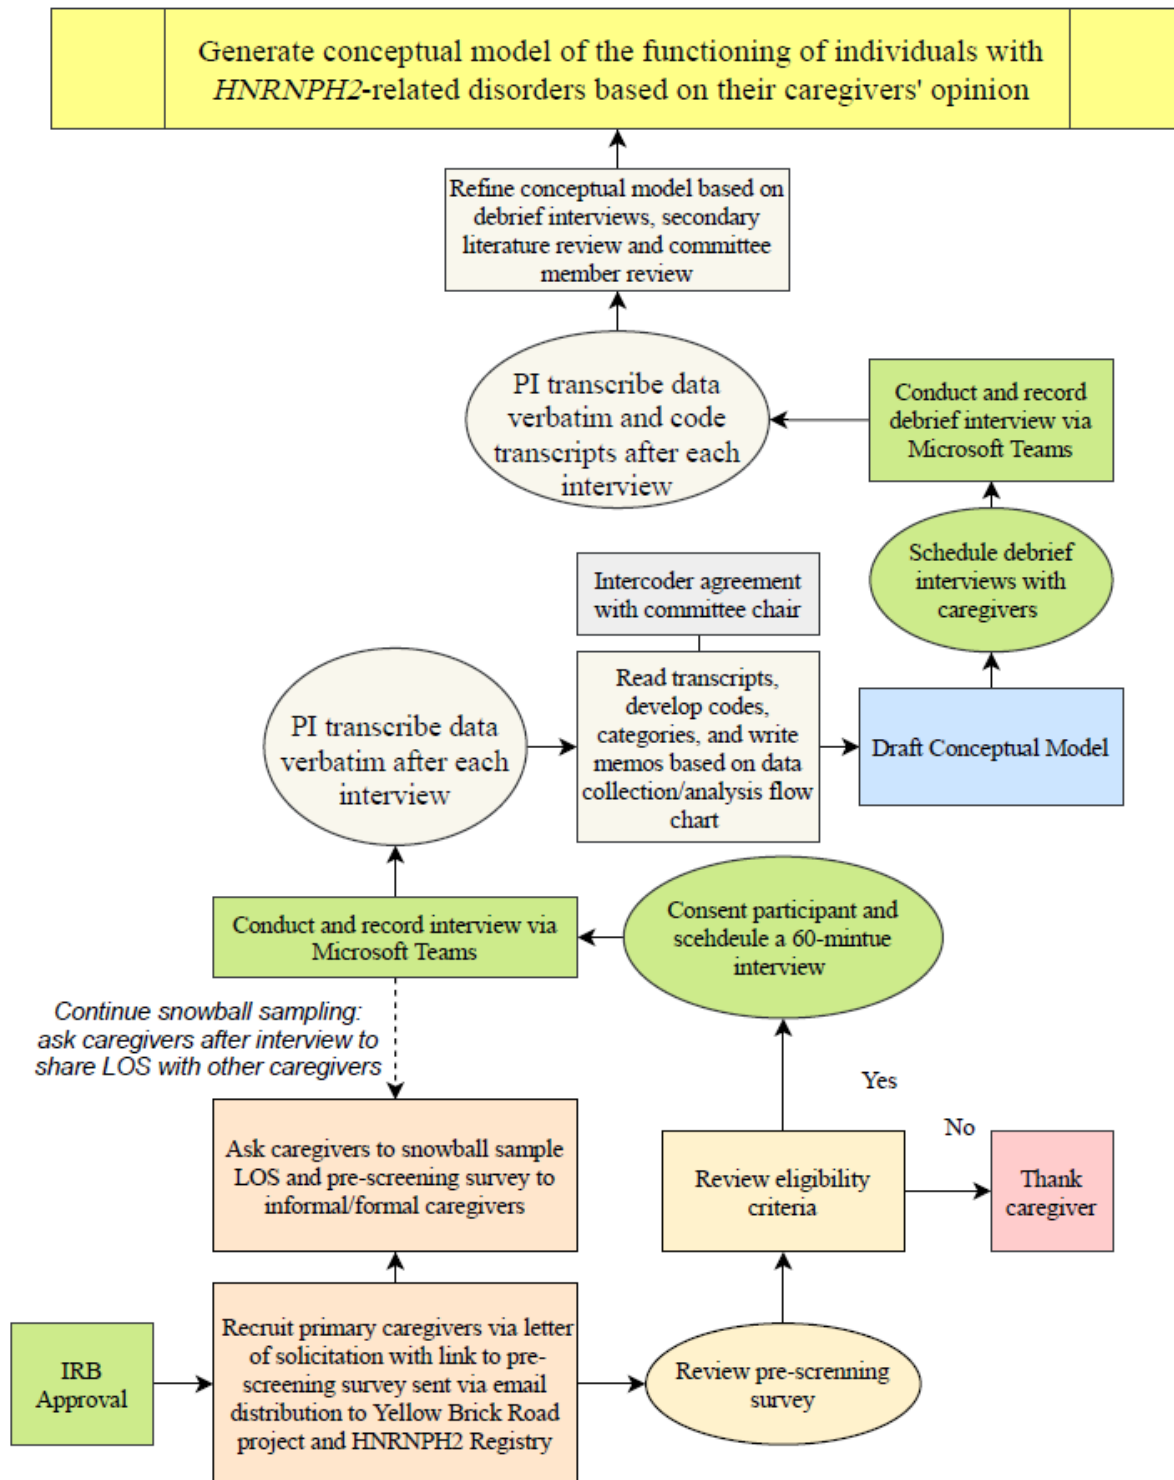 Generate conceptual model of the functioning of individuals with
HNRNPH2-related disorders based on their caregivers' opinion
Refine conceptual model based on
debrief interviews, secondary
literature review and committee
member review
PI transcribe data
verbatim and code
transcripts after each
interview
Conduct and record
debrief interview via
Microsoft Teams
Schedule debrief
interviews with
caregivers
Intercoder agreement
with committee chair
PI transcribe data
verbatim after each
interview
Read transcripts,
develop codes,
categories, and write
memos based on data
collection/analysis flow
chart
Draft Conceptual Model
Conduct and record interview via
Microsoft Teams
Consent participant and
scehdeule a 60-mintue
interview
Continue snowball sampling:
ask caregivers after interview to
share LOS with other caregivers
Yes
No
Ask caregivers to snowball sample
LOS and pre-screening survey to
informal/formal caregivers
Review eligibility
criteria
Thank
caregiver
IRB
Approval
Recruit primary caregivers via letter
of solicitation with link to pre-
screening survey sent via email
distribution to Yellow Brick Road
project and HNRNPH2 Registry
Review pre-screnning
survey